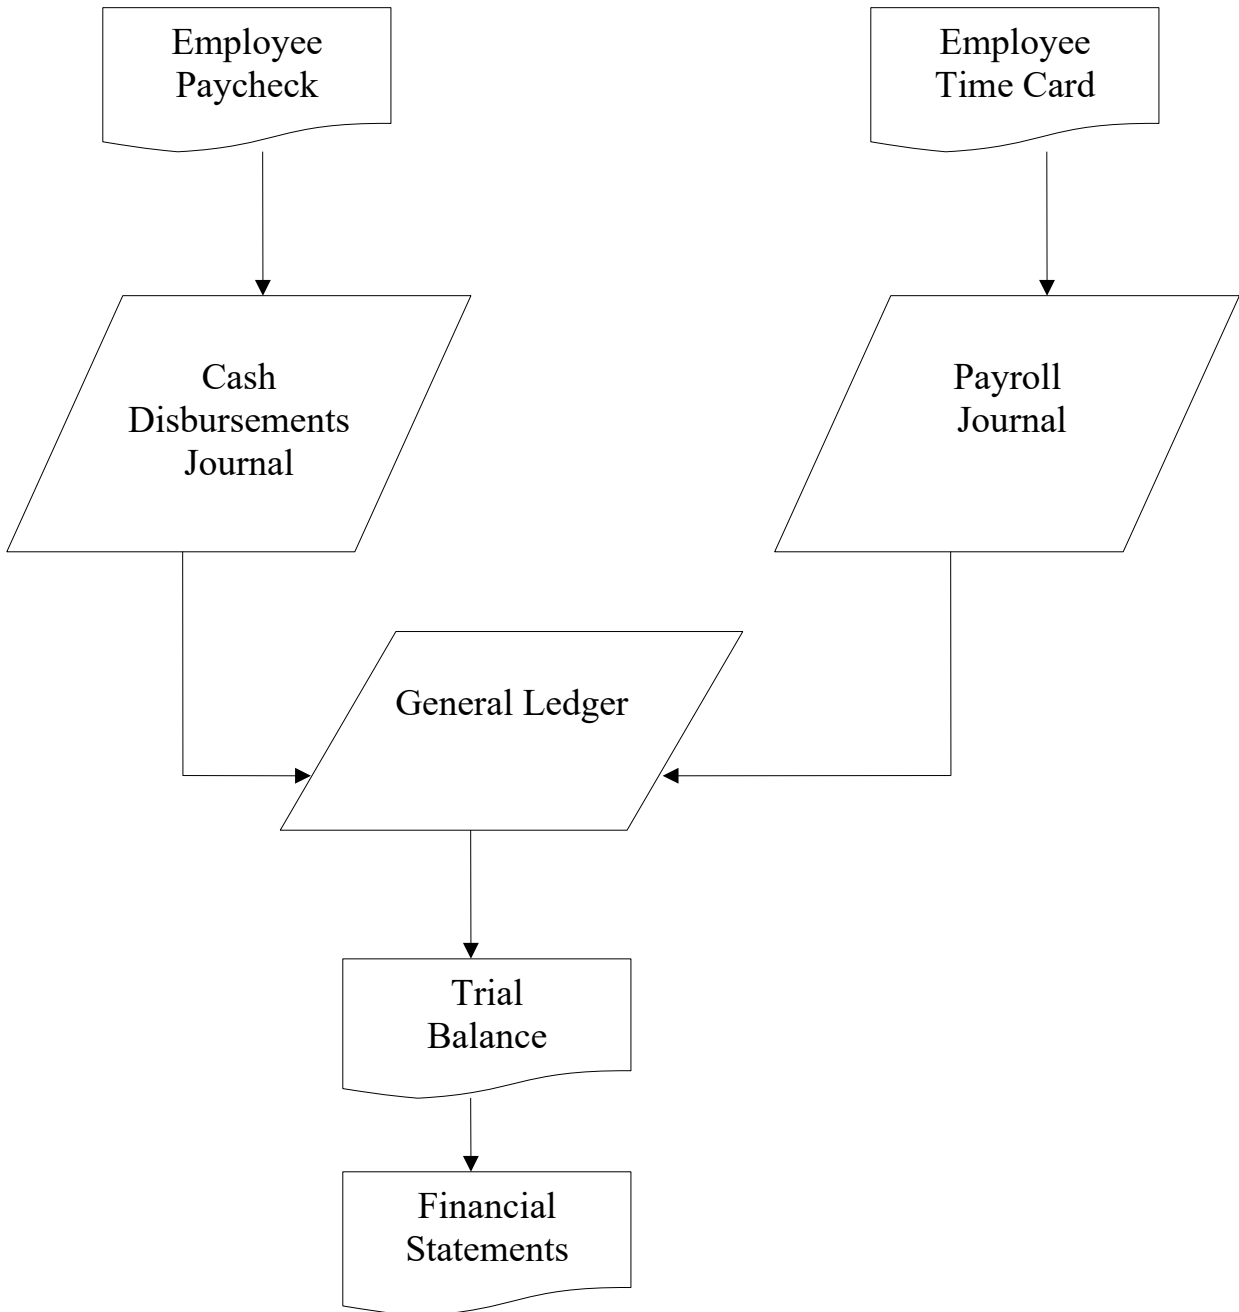 Employee
Paycheck
Employee
Time Card
Cash
Disbursements
Journal
Payroll
Journal
General Ledger
Trial
Balance
Financial
Statements